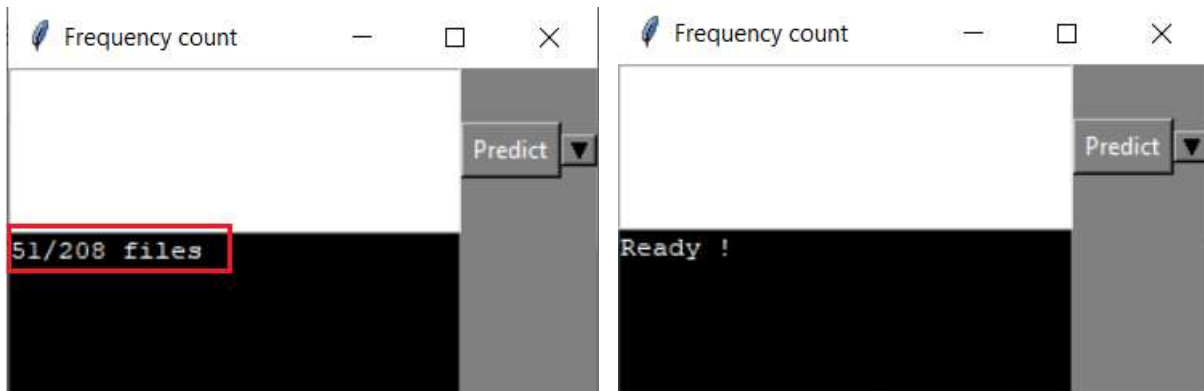 Frequency count
Predict ▼
51/208 files
Frequency count
Predict ▼
Ready !